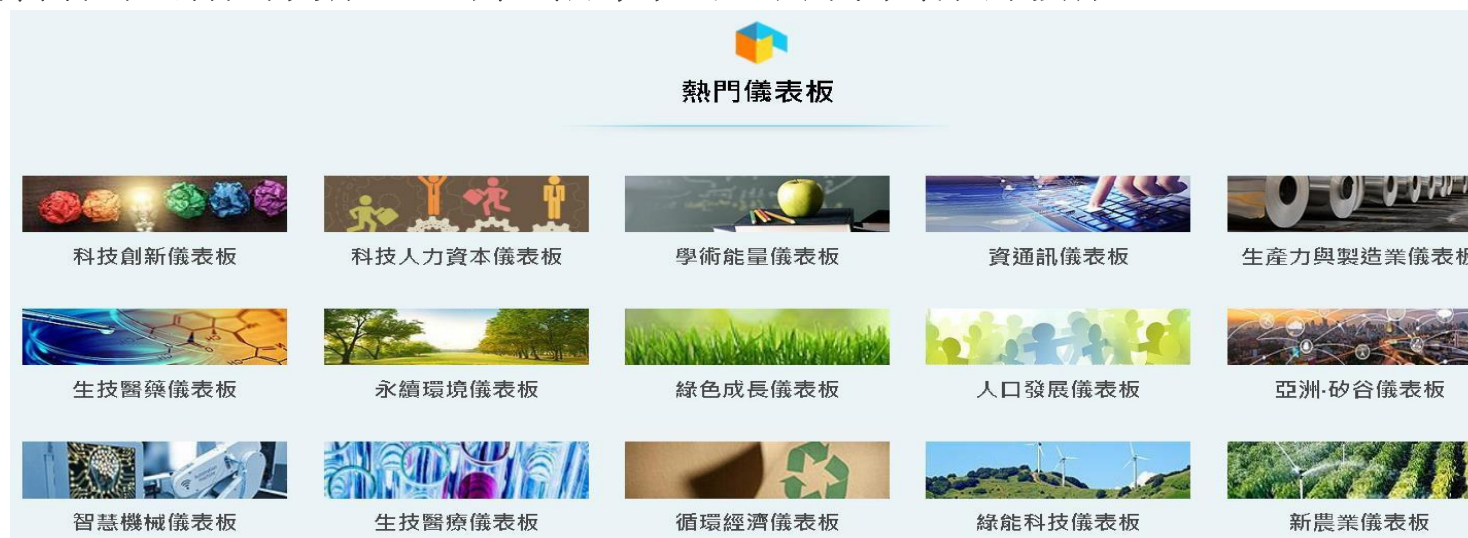 熱門儀表板
科技創新儀表板
科技人力資本儀表板
學術能量儀表板
資通訊儀表板
生產力與製造業儀表板
生技醫藥儀表板
永續環境儀表板
綠色成長儀表板
人口發展儀表板
亞洲·矽谷儀表板
智慧機械儀表板
生技醫療儀表板
循環經濟儀表板
綠能科技儀表板
新農業儀表板